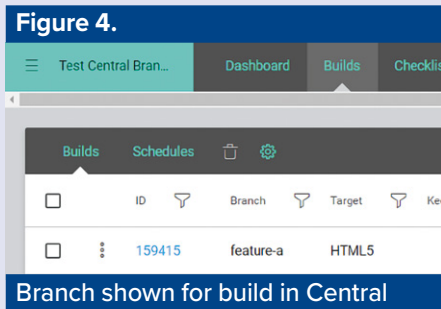 Figure 4.
Test Central Bran... Dashboard Builds Checklis
Builds Schedules
ID Branch Target Ke
159415 feature-a HTML5
Branch shown for build in Central